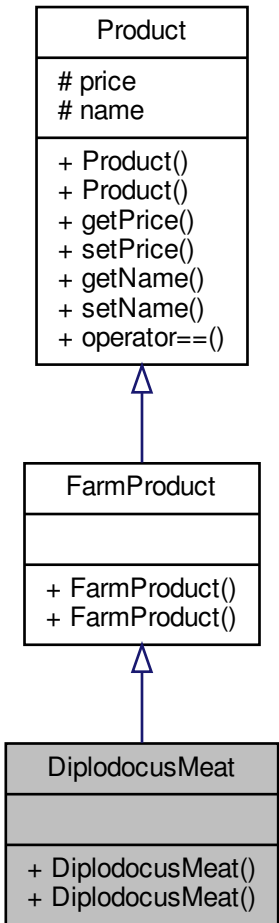 Product
# price
# name
+ Product()
+ Product()
+ getPrice()
+ setPrice()
+ getName()
+ setName()
+ operator==()
FarmProduct
+ FarmProduct()
+ FarmProduct()
DiplodocusMeat
+ DiplodocusMeat()
+ DiplodocusMeat()